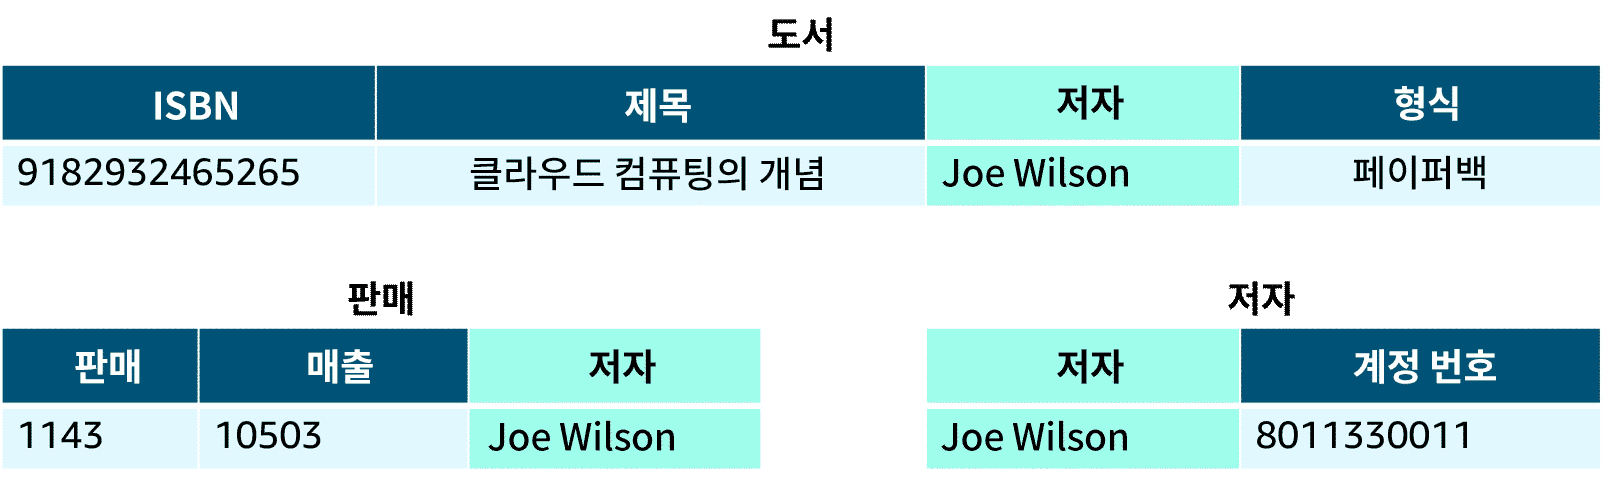 도서
ISBN 제목 저자 형식
9182932465265 클라우드 컴퓨팅의 개념 Joe Wilson 페이퍼백
판매
판매 매출 저자
1143 10503 Joe Wilson
저자
저자 계정 번호
Joe Wilson 8011330011